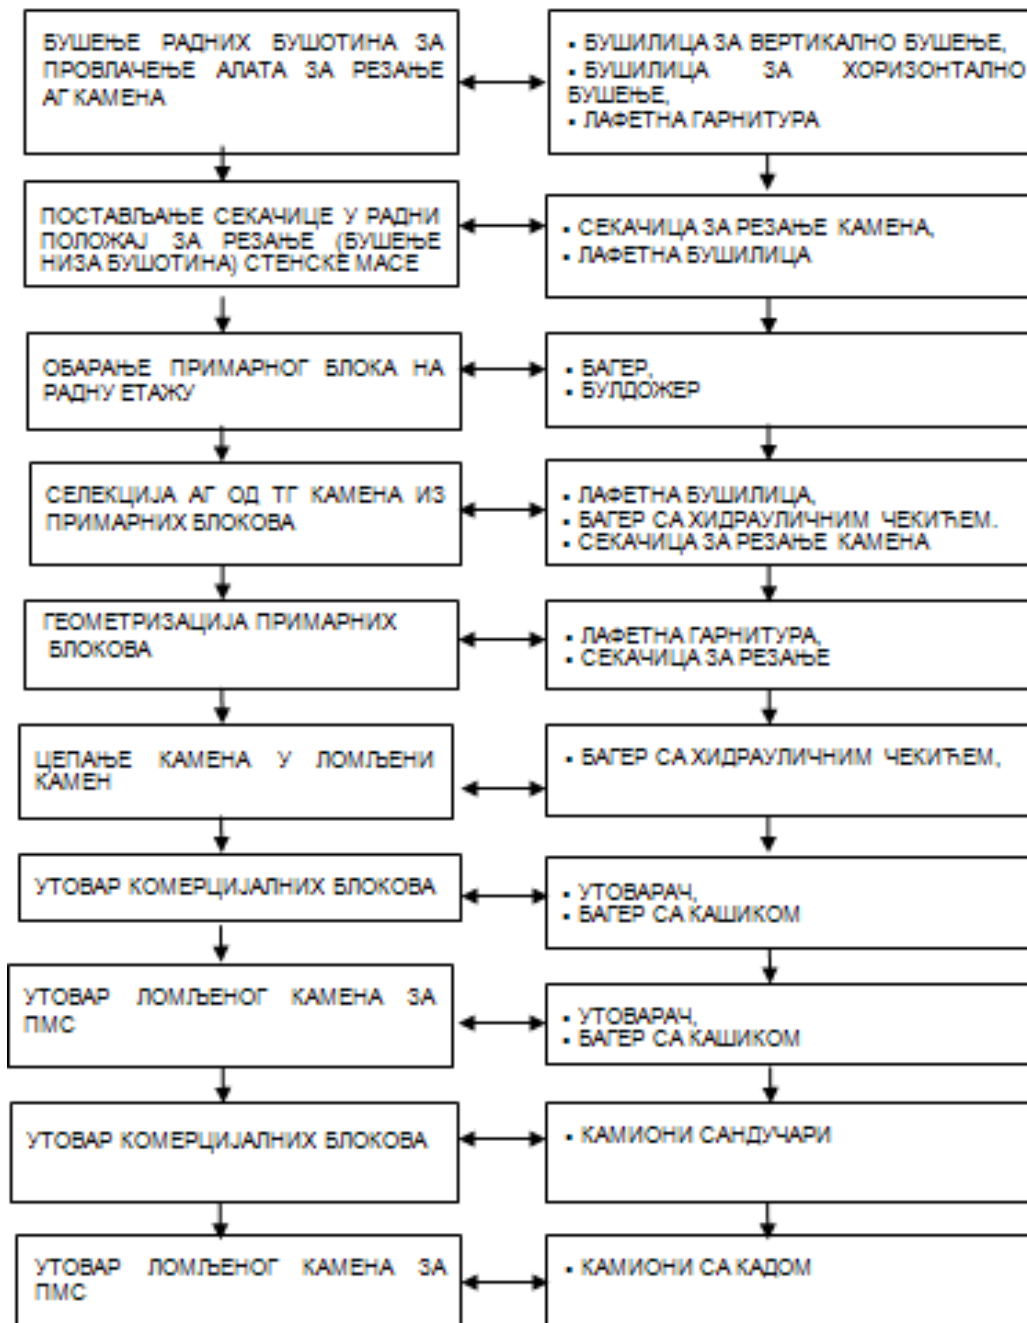 БУШЕЊЕ РАДНИХ БУШОТИНА ЗА
ПРОВЛАЧЕЊЕ АЛАТА ЗА РЕЗАЊЕ
АГ КАМЕНА
▪ БУШИЛИЦА ЗА ВЕРТИКАЛНО БУШЕЊЕ,
▪ БУШИЛИЦА ЗА ХОРИЗОНТАЛНО
БУШЕЊЕ,
▪ ЛАФЕТНА ГАРНИТУРА
ПОСТАВЉАЊЕ СЕКАЧИЦЕ У РАДНИ
ПОЛОЖАЈ ЗА РЕЗАЊЕ (БУШЕЊЕ
НИЗА БУШОТИНА) СТЕНСКЕ МАСЕ
▪ СЕКАЧИЦА ЗА РЕЗАЊЕ КАМЕНА,
▪ ЛАФЕТНА БУШИЛИЦА
ОБАРАЊЕ ПРИМАРНОГ БЛОКА НА
РАДНУ ЕТАЖУ
▪ БАГЕР,
▪ БУЛДОЖЕР
СЕЛЕКЦИЈА АГ ОД ТГ КАМЕНА ИЗ
ПРИМАРНИХ БЛОКОВА
▪ ЛАФЕТНА БУШИЛИЦА,
▪ БАГЕР СА ХИДРАУЛИЧНИМ ЧЕКИЋЕМ.
▪ СЕКАЧИЦА ЗА РЕЗАЊЕ КАМЕНА
ГЕОМЕТРИЗАЦИЈА ПРИМАРНИХ
БЛОКОВА
▪ ЛАФЕТНА ГАРНИТУРА,
▪ СЕКАЧИЦА ЗА РЕЗАЊЕ
ЦЕПАЊЕ КАМЕНА У ЛОМЉЕНИ
КАМЕН
▪ БАГЕР СА ХИДРАУЛИЧНИМ ЧЕКИЋЕМ,
УТОВАР КОМЕРЦИЈАЛНИХ БЛОКОВА
▪ УТОВАРАЧ,
▪ БАГЕР СА КАШИКОМ
УТОВАР ЛОМЉЕНОГ КАМЕНА ЗА
ПМС
▪ УТОВАРАЧ,
▪ БАГЕР СА КАШИКОМ
УТОВАР КОМЕРЦИЈАЛНИХ БЛОКОВА
▪ КАМИОНИ САНДУЧАРИ
УТОВАР ЛОМЉЕНОГ КАМЕНА ЗА
ПМС
▪ КАМИОНИ СА КАДОМ